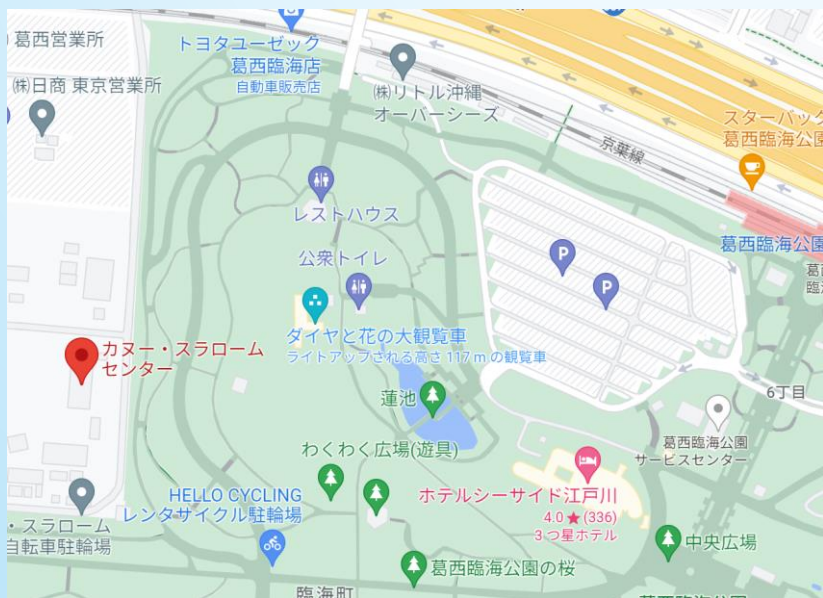 葛西営業所
トヨタユーゼック
葛西臨海店
自動車販売店
㈱日商 東京営業所
㈱リトル沖縄
オーバーシーズ
スターバック
葛西臨海公園
京葉線
レストハウス
葛西臨海公園
公衆トイレ
P
P
ダイヤと花の大観覧車
ライトアップされる高さ 117 m の観覧車
カヌー・スラローム
センター
蓮池
6丁目
葛西臨海公園
サービスセンター
わくわく広場(遊具)
HELLO CYCLING
レンタサイクル駐輪場
ホテルシーサイド江戸川
4.0 ★ (336)
3 つ星ホテル
・スラローム
自転車駐輪場
中央広場
葛西臨海公園の桜
臨海町